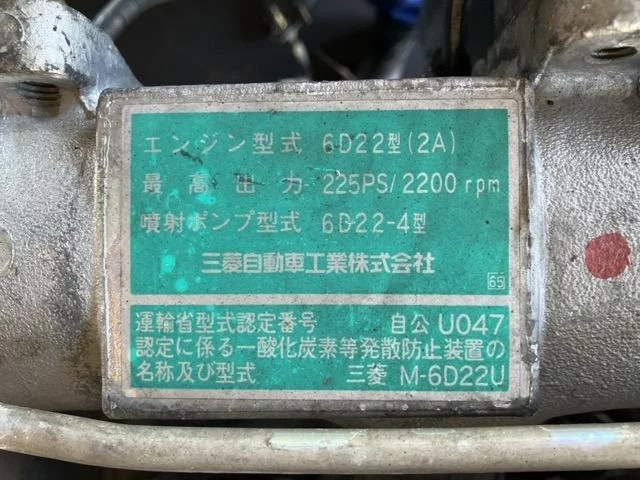 エンジン型式 6D22型(2A)
最高出力 225PS/2200rpm
噴射ポンプ型式 6D22-4型
三菱自動車工業株式会社
65
運輸省型式認定番号 自公 U047
認定に係る一酸化炭素等発散防止装置の
名称及び型式 三菱 M-6D22U